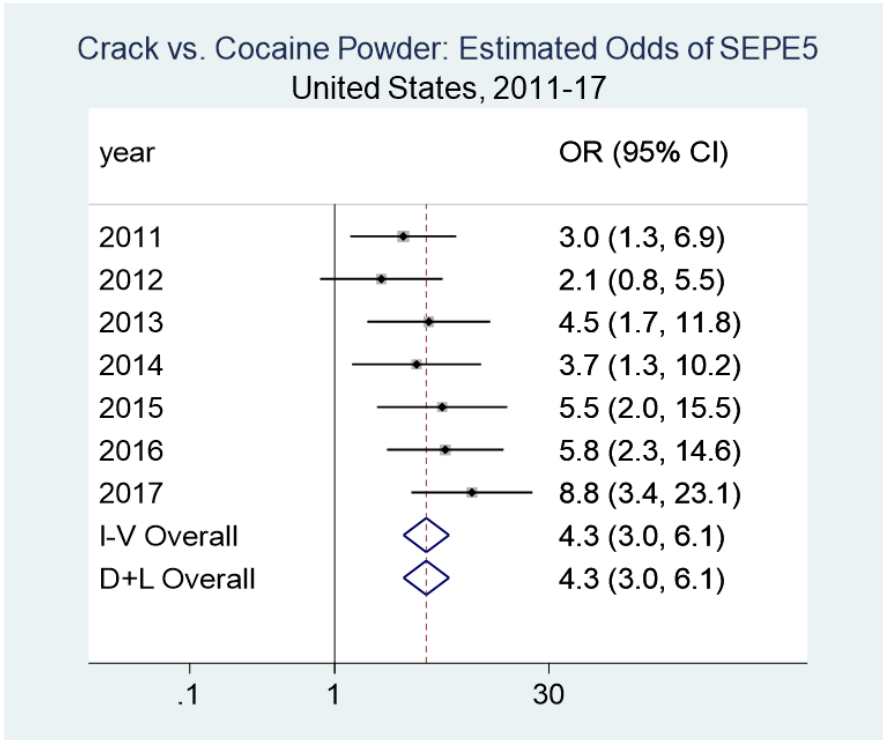 Crack vs. Cocaine Powder: Estimated Odds of SEPE5
United States, 2011-17
year OR (95% CI)
2011 3.0 (1.3, 6.9)
2012 2.1 (0.8, 5.5)
2013 4.5 (1.7, 11.8)
2014 3.7 (1.3, 10.2)
2015 5.5 (2.0, 15.5)
2016 5.8 (2.3, 14.6)
2017 8.8 (3.4, 23.1)
I-V Overall 4.3 (3.0, 6.1)
D+L Overall 4.3 (3.0, 6.1)
.1 1 30